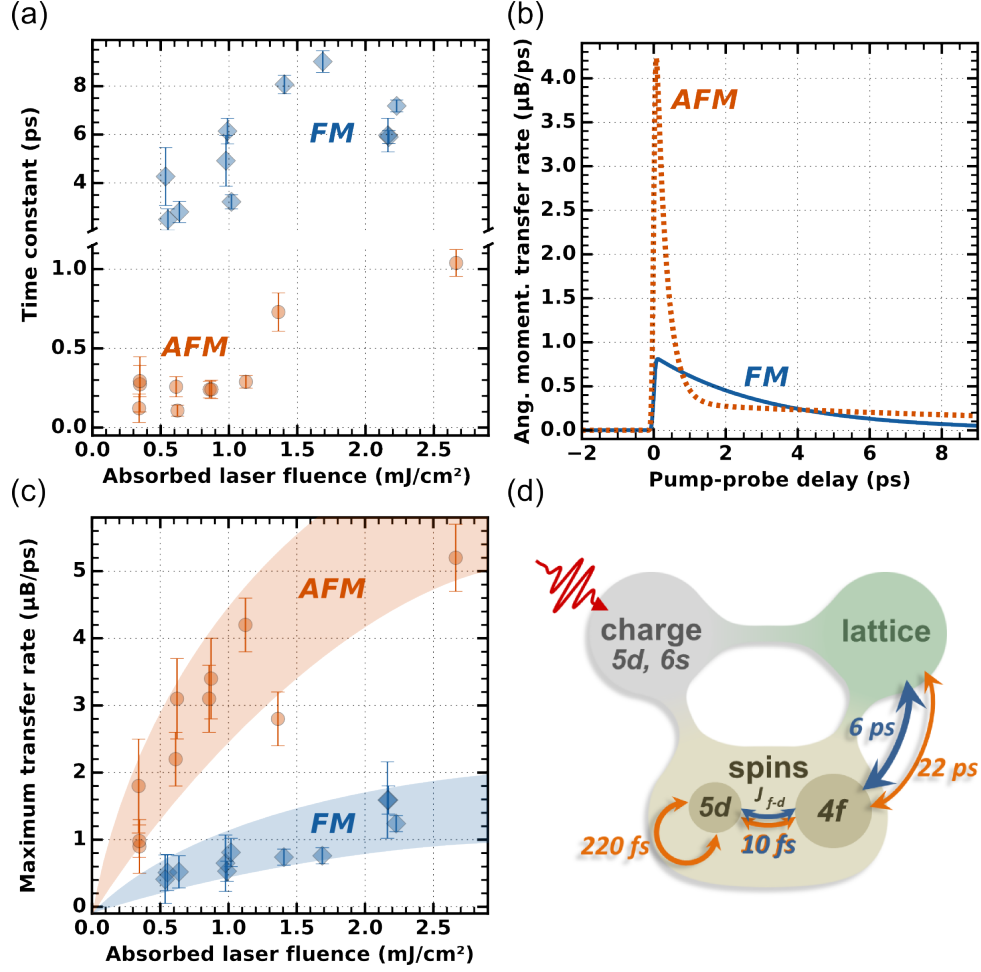 (a)
Time constant (ps)
8
6
4
1.0
0.5
0.0
FM
AFM
0.0 0.5 1.0 1.5 2.0 2.5
Absorbed laser fluence (mJ/cm²)
(b)
Ang. moment. transfer rate (μB/ps)
4.0
3.5
3.0
2.5
2.0
1.5
1.0
0.5
0.0
AFM
FM
−2 0 2 4 6 8
Pump-probe delay (ps)
(c)
Maximum transfer rate (μB/ps)
5
4
3
2
1
0
AFM
FM
0.0 0.5 1.0 1.5 2.0 2.5
Absorbed laser fluence (mJ/cm²)
(d)
charge
5d, 6s
lattice
6 ps
22 ps
spins
J f-d
5d
4f
220 fs
10 fs